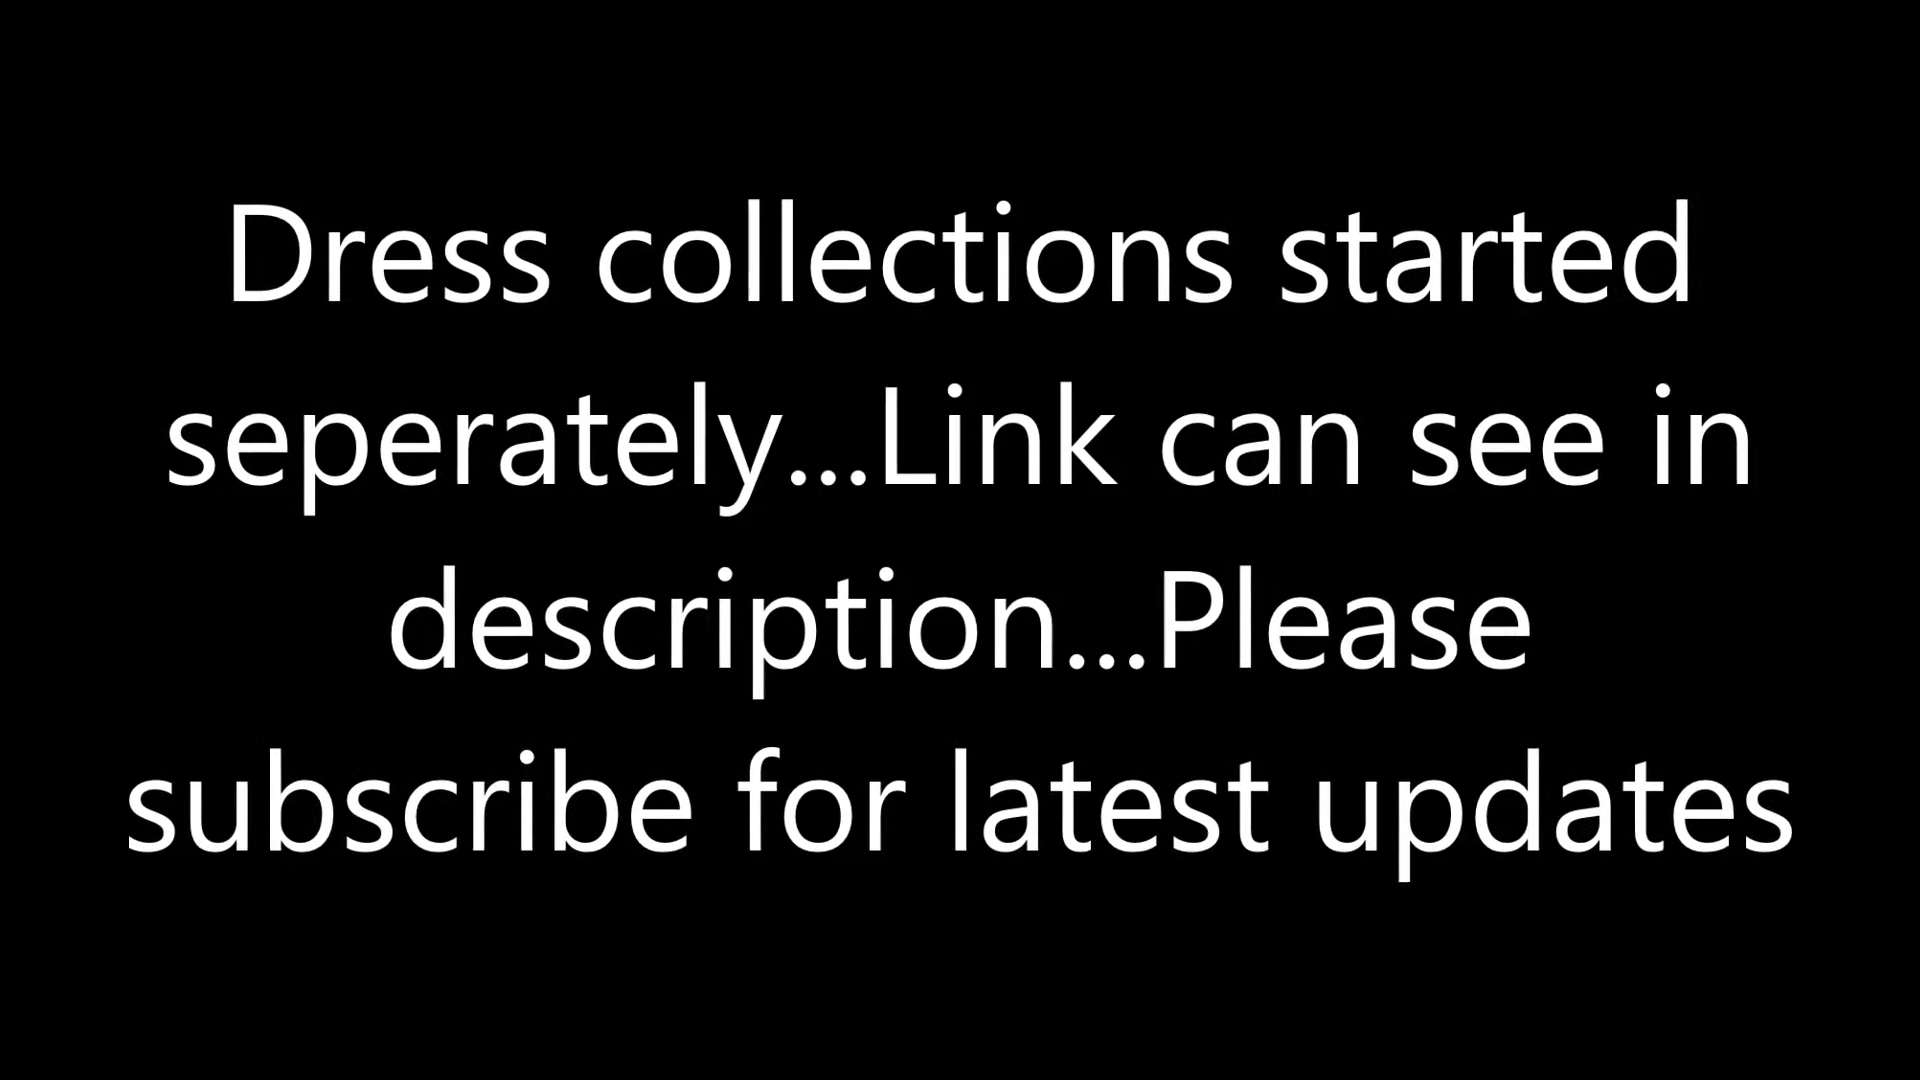 Dress collections started
seperately...Link can see in
description...Please
subscribe for latest updates